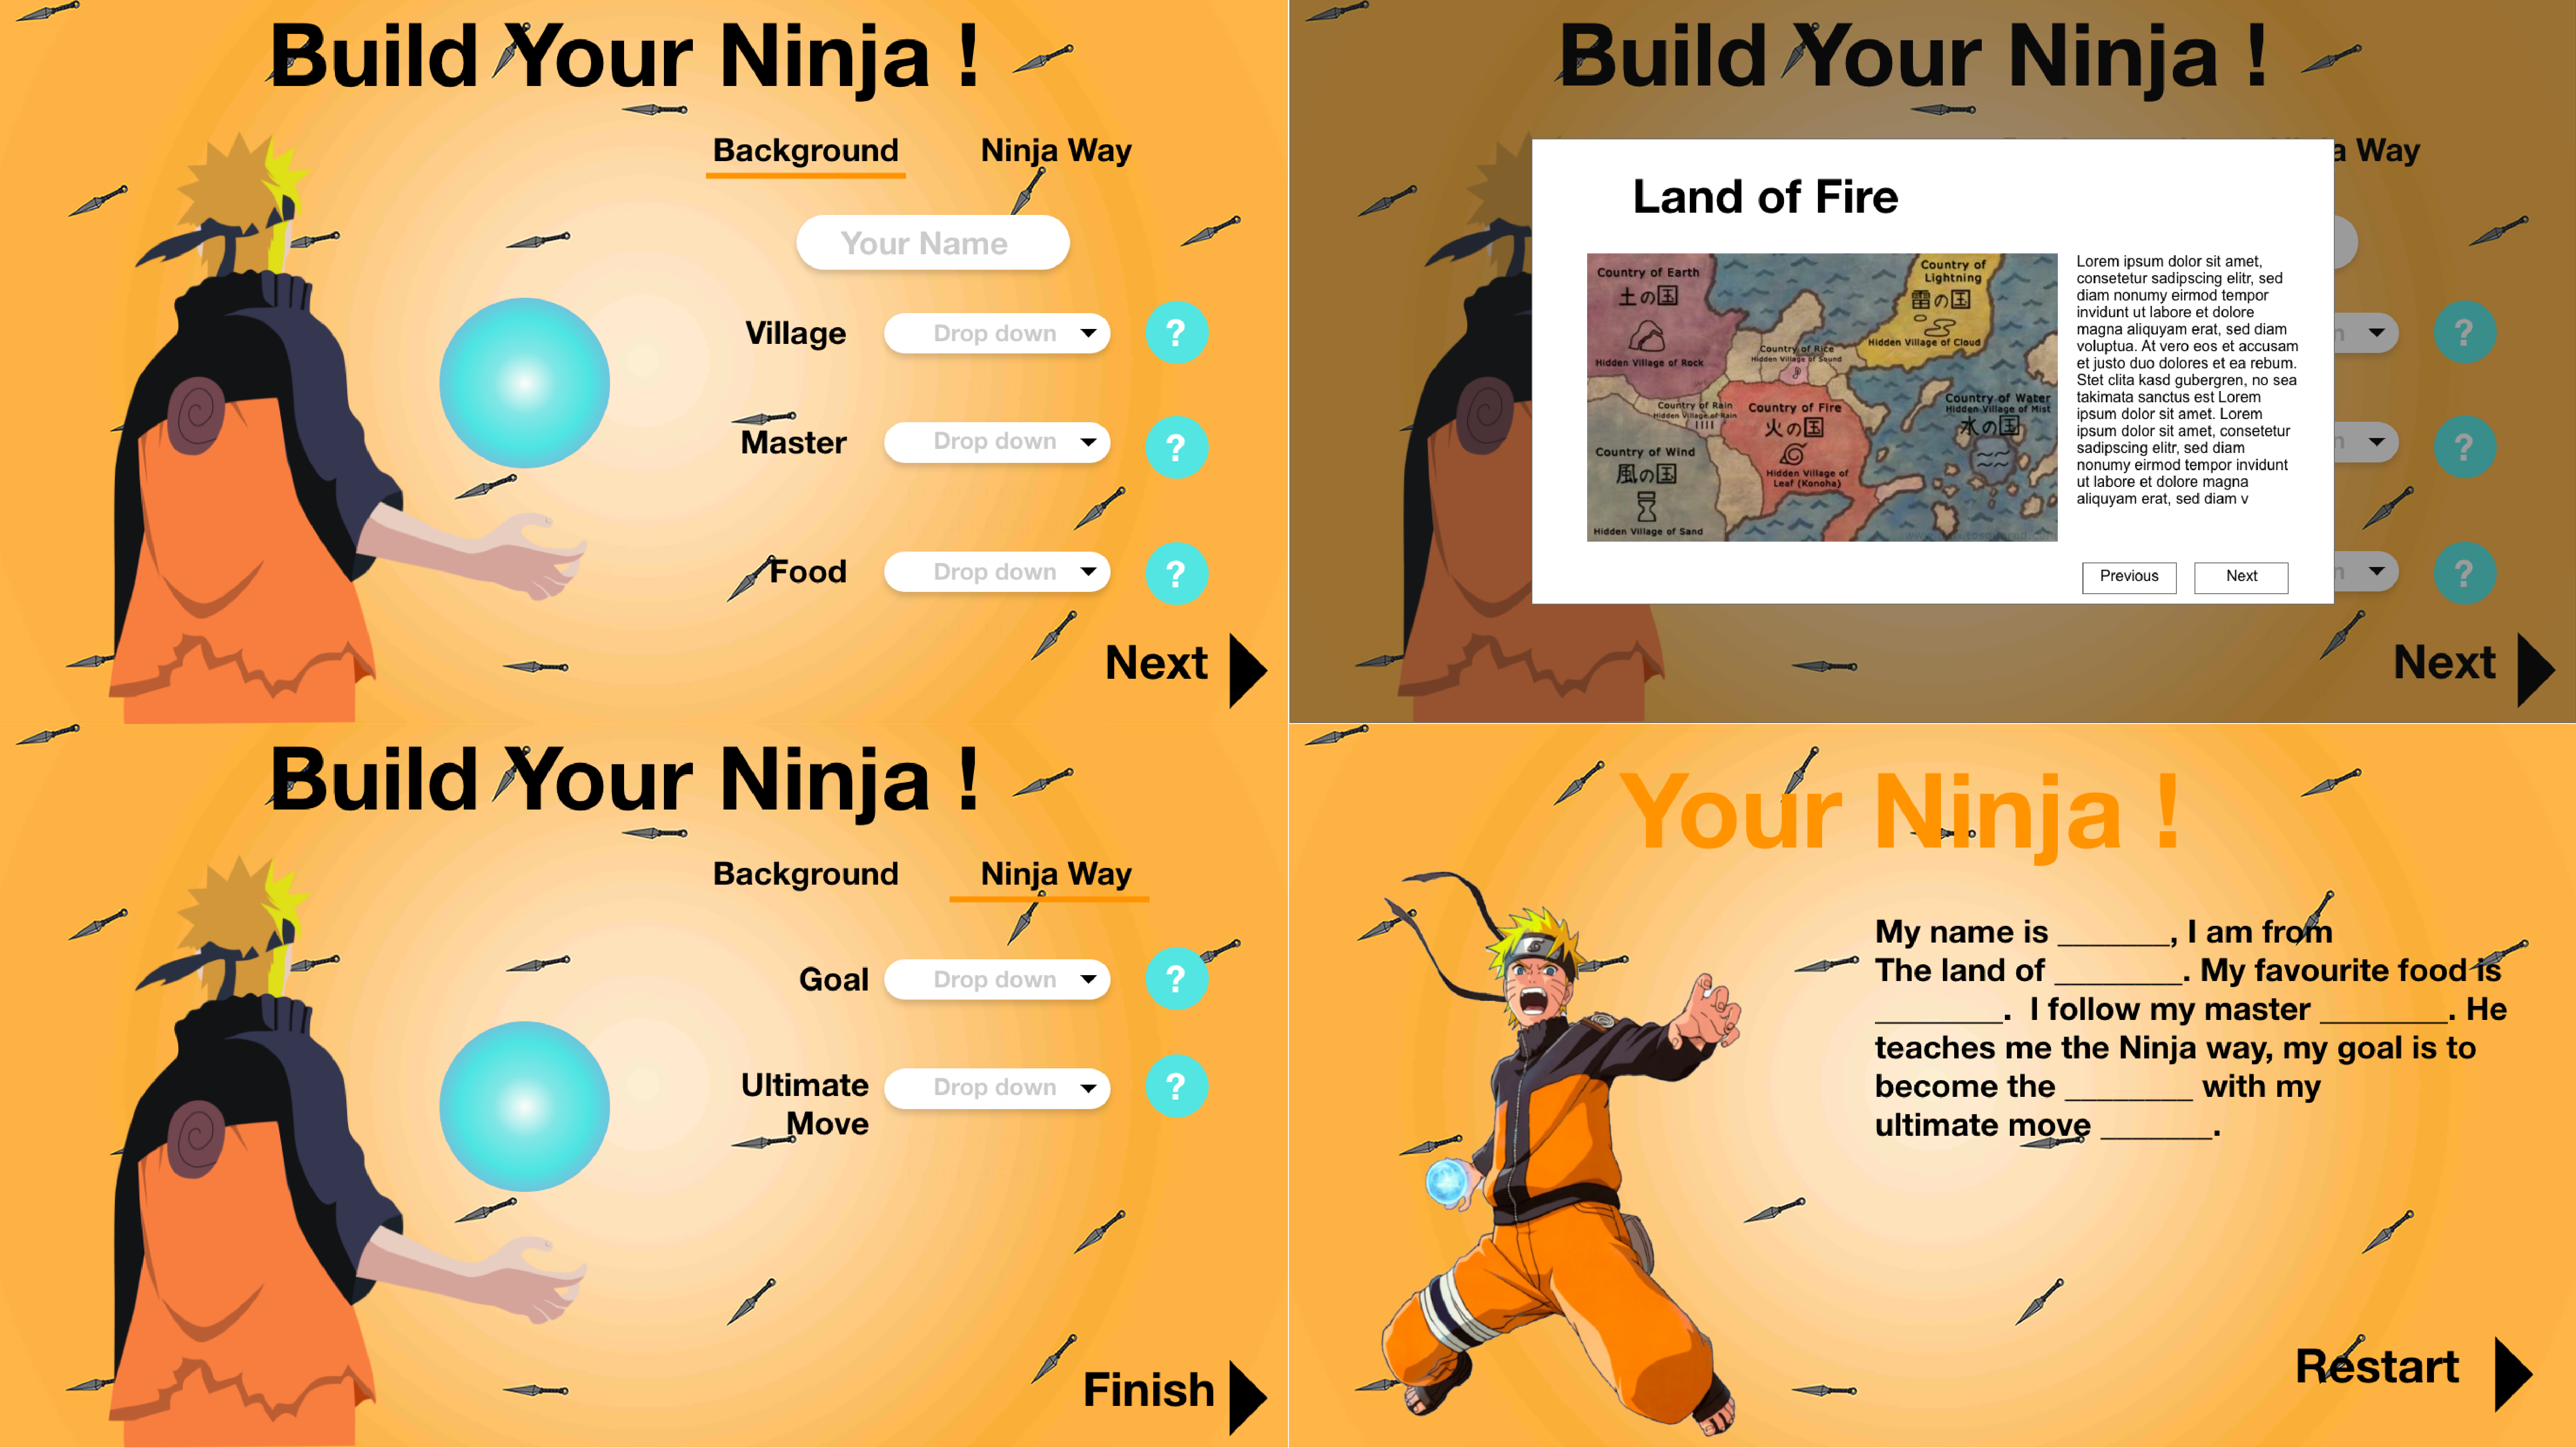 Build Your Ninja !
Background
Ninja Way
Your Name
Village
Drop down
?
Master
Drop down
?
Food
Drop down
?
Next
Build Your Ninja !
a Way
Land of Fire
Country of Earth
土の国
Hidden Village of Rock
Country of
Lightning
雷の国
Hidden Village of Cloud
Country of Rice
Hidden Village of Sound
Country of Rain
Hidden Village of Rain
Country of Fire
火の国
Hidden Village of
Leaf (Konoha)
Country of Water
Hidden Village of Mist
水の国
Country of Wind
風の国
Hidden Village of Sand
Lorem ipsum dolor sit amet,
consetetur sadipscing elitr, sed
diam nonumy eirmod tempor
invidunt ut labore et dolore
magna aliquyam erat, sed diam
voluptua. At vero eos et accusam
et justo duo dolores et ea rebum.
Stet clita kasd gubergren, no sea
takimata sanctus est Lorem
ipsum dolor sit amet. Lorem
ipsum dolor sit amet, consetetur
sadipscing elitr, sed diam
nonumy eirmod tempor invidunt
ut labore et dolore magna
aliquyam erat, sed diam v
Previous
Next
n
?
n
?
n
?
Next
Build Your Ninja !
Background
Ninja Way
Goal
Drop down
?
Ultimate
Move
Drop down
?
Finish
Your Ninja !
My name is _______, I am from
The land of ________. My favourite food is
________. I follow my master ________. He
teaches me the Ninja way, my goal is to
become the ________ with my
ultimate move _______.
Restart